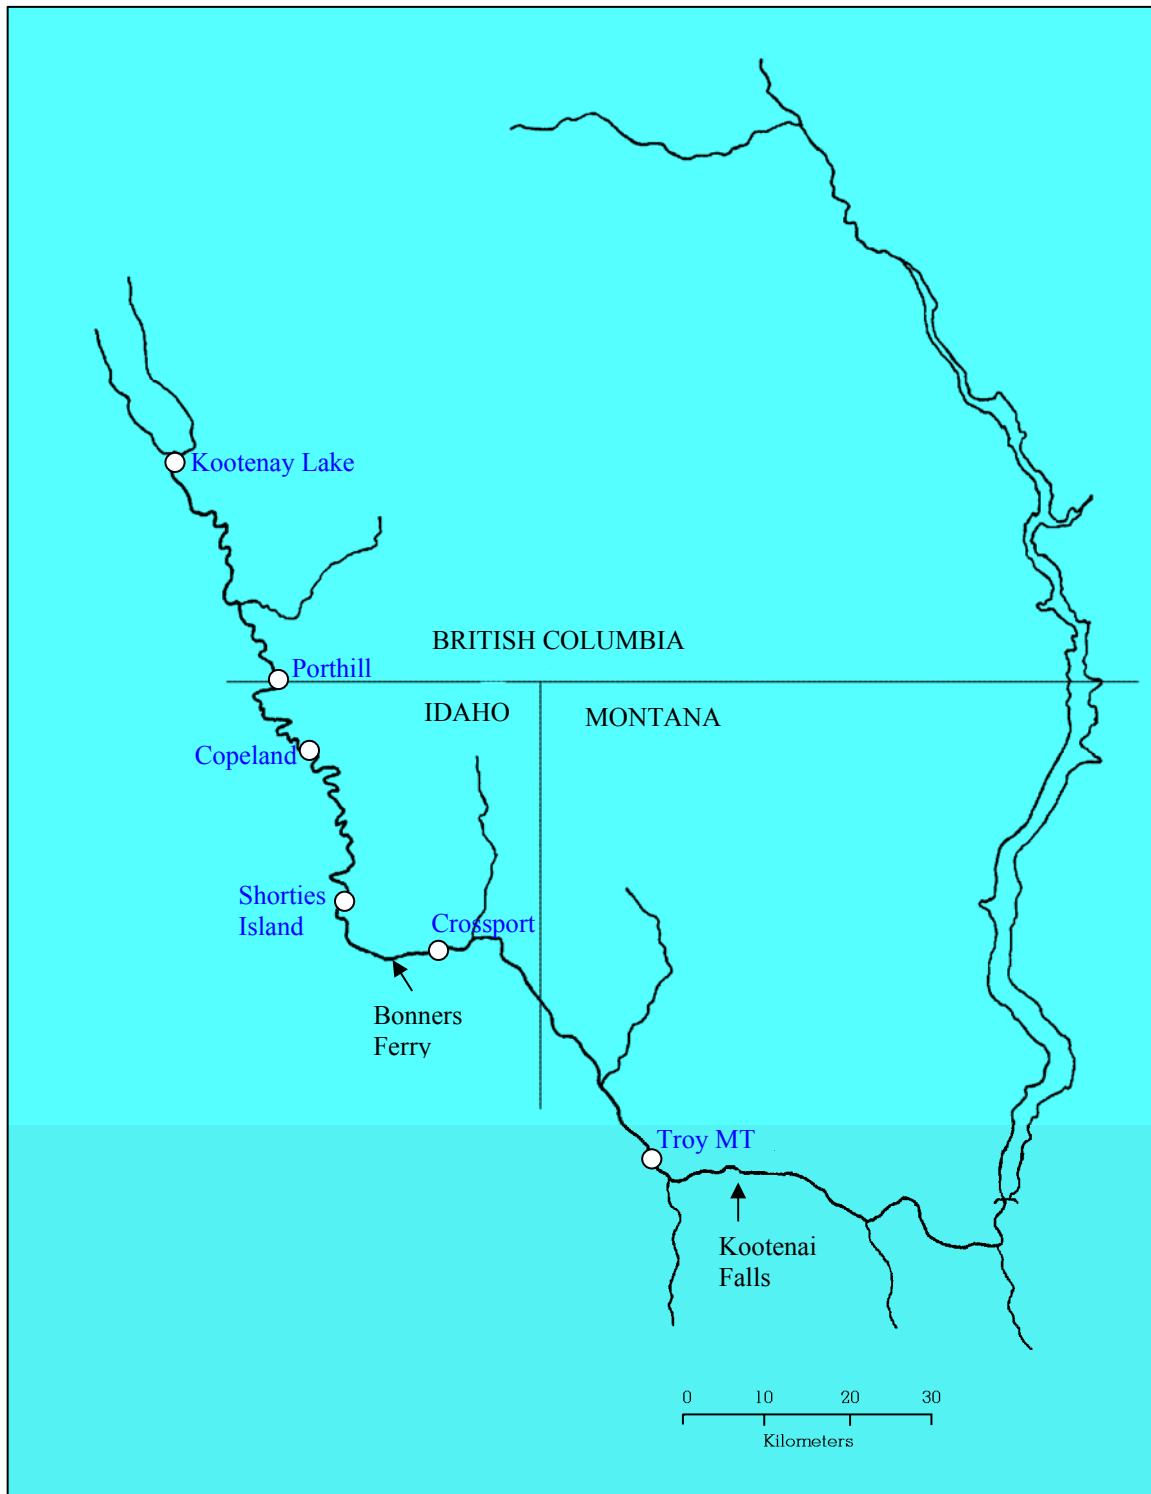 Kootenay Lake
BRITISH COLUMBIA
Porthill
IDAHO
MONTANA
Copeland
Shorties
Island
Crossport
Bonners
Ferry
Troy MT
Kootenai
Falls
0 10 20 30
Kilometers